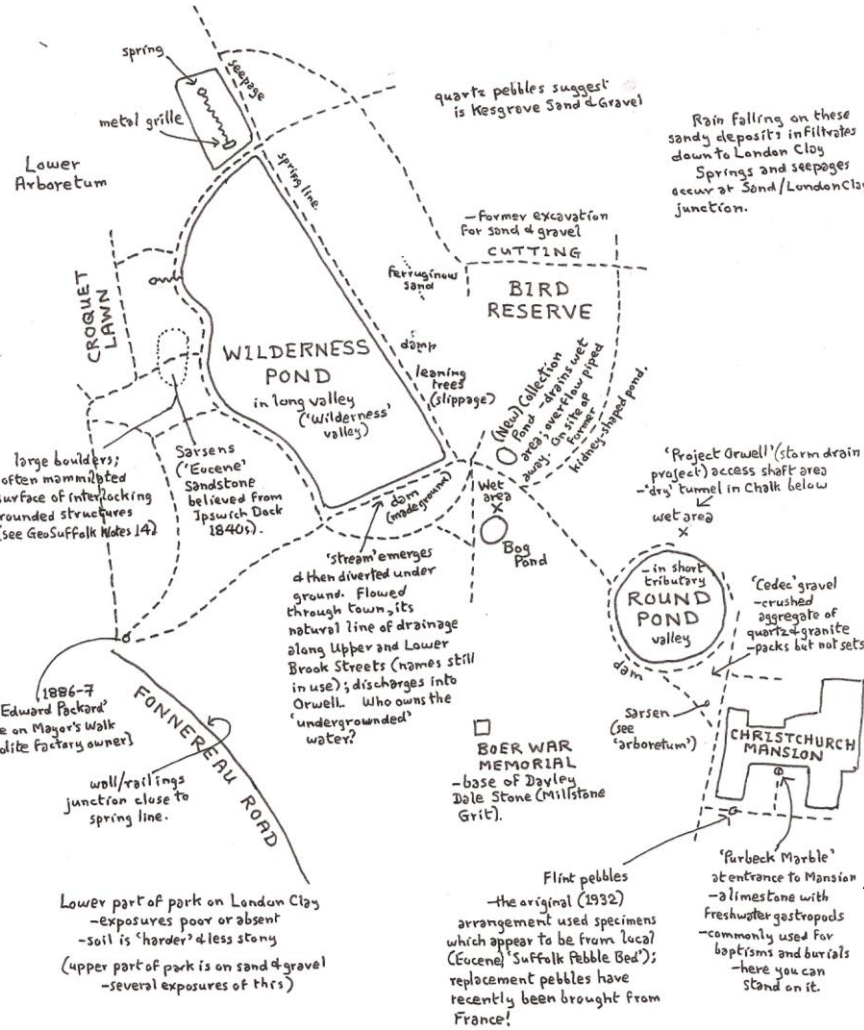 spring
seepage
metal grille
Lower
Arboretum
spring line.
quartz pebbles suggest
is Kesgrave Sand & Gravel
Rain falling on these
sandy deposits infiltrates
down to London Clay
Springs and seepages
occur at Sand/London Clay
junction.
-Former excavation
for sand & gravel
CUTTING
ferruginous
sand
BIRD
RESERVE
CROQUET
LAWN
WILDERNESS
POND
in long valley
('Wilderness'
valley)
damp
leaning
trees
(slippage)
(New) Collection
Pond - drains wet
area; overflow piped
away. On site of
former
kidney-shaped pond.
large boulders;
often mammilated
surface of interlocking
rounded structures
(see GeoSuffolk Notes 14)
Sarsens
('Eocene'
Sandstone
believed from
Ipswich Dock
1840s).
dam
(made ground)
Wet
area
x
Bog
Pond
'Project Orwell' (storm drain
project) access shaft area
-'dry' tunnel in Chalk below
wet area
x
'stream' emerges
& then diverted under
ground. Flowed
through town, its
natural line of drainage
along Upper and Lower
Brook Streets (names still
in use); discharges into
Orwell. Who owns the
'undergrounded'
water?
-in short
tributary
ROUND
POND
valley
dam
'Cedec' gravel
-crushed
aggregate of
quartz & granite
-packs but not sets
1886-7
Edward Packard'
e on Mayor's Walk
olite factory owner]
FONNEREAU ROAD
wall/railings
junction close to
spring line.
BOER WAR
MEMORIAL
-base of Dayley
Dale Stone (Millstone
Grit).
sarsen
(see
'arboretum')
CHRISTCHURCH
MANSION
Lower part of park on London Clay
-exposures poor or absent
-soil is 'harder' & less stony
(upper part of park is on sand & gravel
-several exposures of this)
Flint pebbles
-the original (1932)
arrangement used specimens
which appear to be from local
(Eocene) 'Suffolk Pebble Bed');
replacement pebbles have
recently been brought from
France!
'Purbeck Marble'
at entrance to Mansion
-a limestone with
freshwater gastropods
-commonly used for
baptisms and burials
-here you can
stand on it.